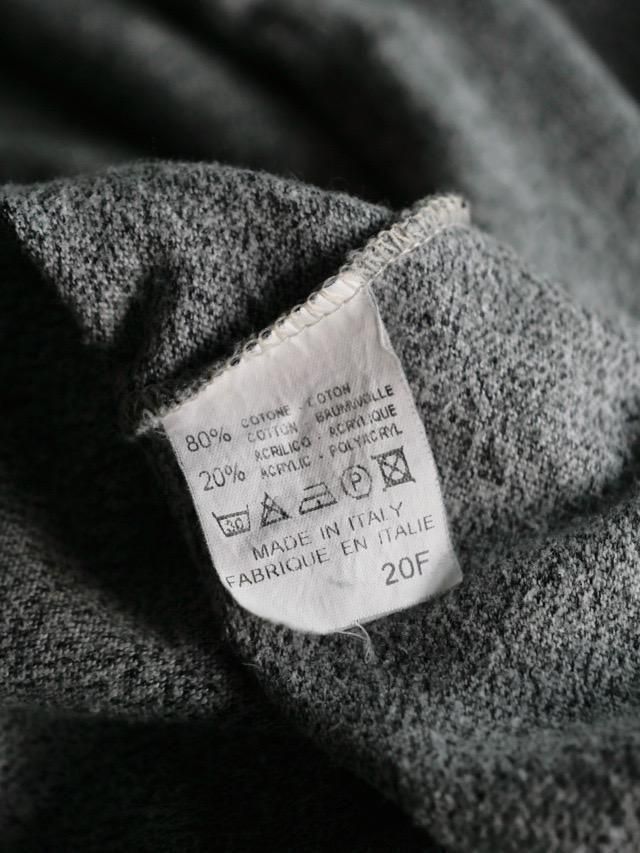 80% COTONE - COTON
COTTON - BAUMWOLLE
20% ACRILICO - ACRYLIQUE
ACRYLIC - POLYACRYL
30 P
MADE IN ITALY
FABRIQUE EN ITALIE
20F